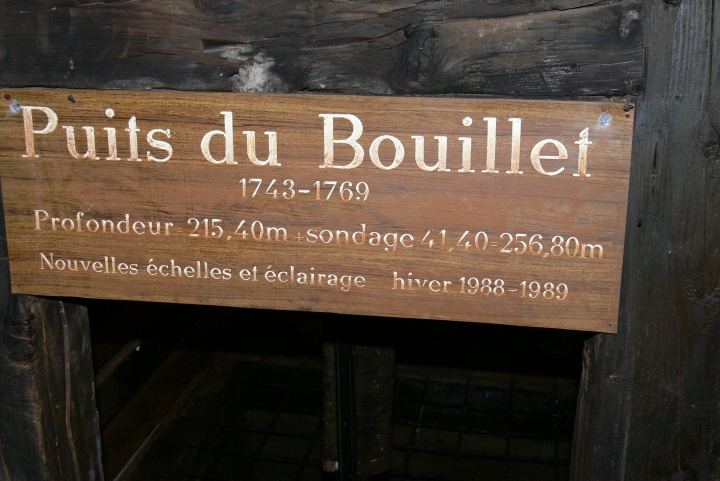 Puits du Bouillet
1743-1769
Profondeur 215,40m + sondage 41,40=256,80m
Nouvelles échelles et éclairage hiver 1988-1989